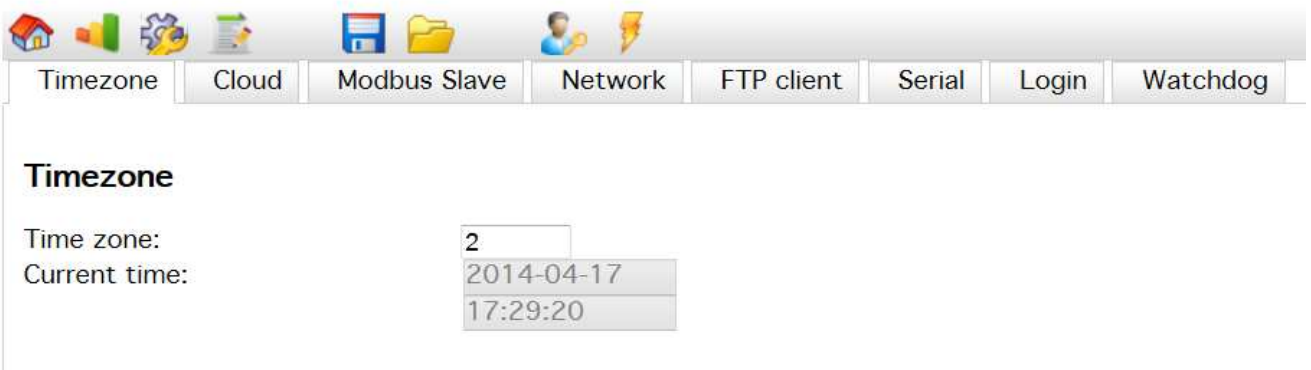 Timezone Cloud Modbus Slave Network FTP client Serial Login Watchdog
Timezone
Time zone: 2
Current time: 2014-04-17
17:29:20